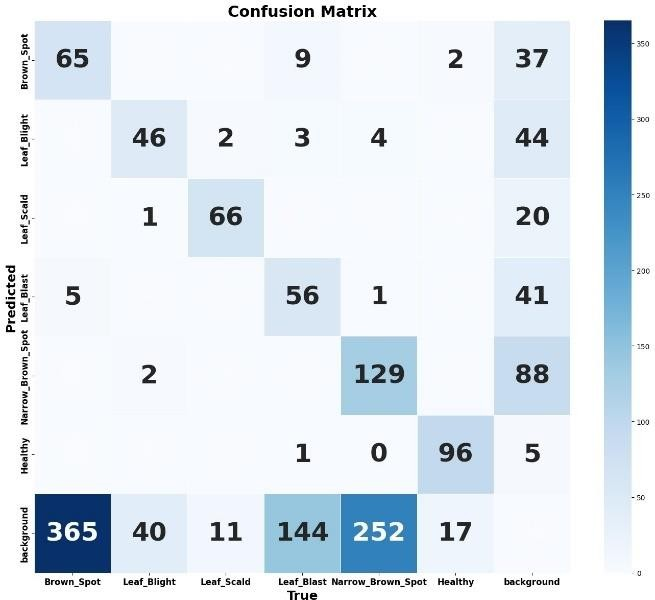 Confusion Matrix
Predicted
Brown_Spot 65 9 2 37
Leaf_Blight 46 2 3 4 44
Leaf_Scald 1 66 20
Leaf_Blast 5 56 1 41
Narrow_Brown_Spot 2 129 88
Healthy 1 0 96 5
background 365 40 11 144 252 17
Brown_Spot Leaf_Blight Leaf_Scald Leaf_Blast Narrow_Brown_Spot Healthy background
True
350
300
250
200
150
100
50
0